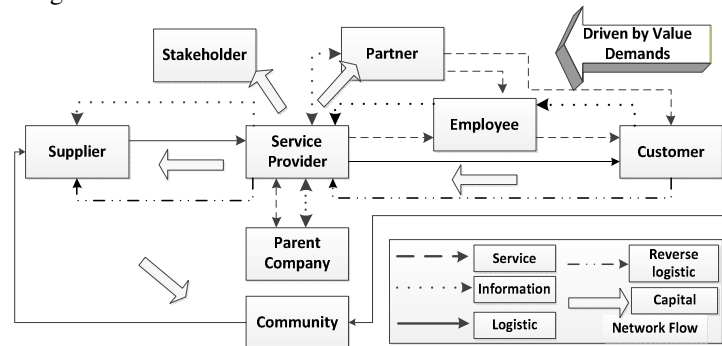 Stakeholder
Partner
Driven by Value
Demands
Supplier
Service
Provider
Employee
Customer
Parent
Company
Community
Service
Information
Logistic
Reverse
logistic
Capital
Network Flow